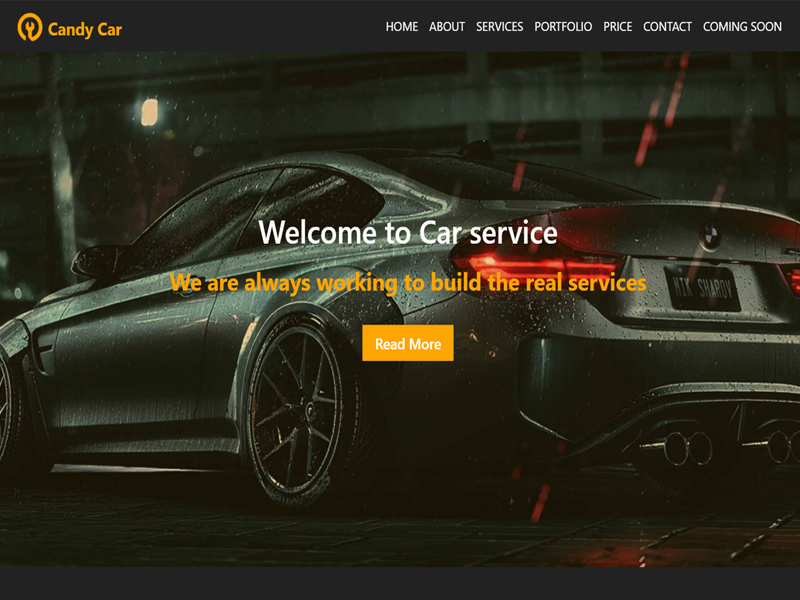 Candy Car
HOME ABOUT SERVICES PORTFOLIO PRICE CONTACT COMING SOON
Welcome to Car service
We are always working to build the real services
NIK SHAROV
Read More